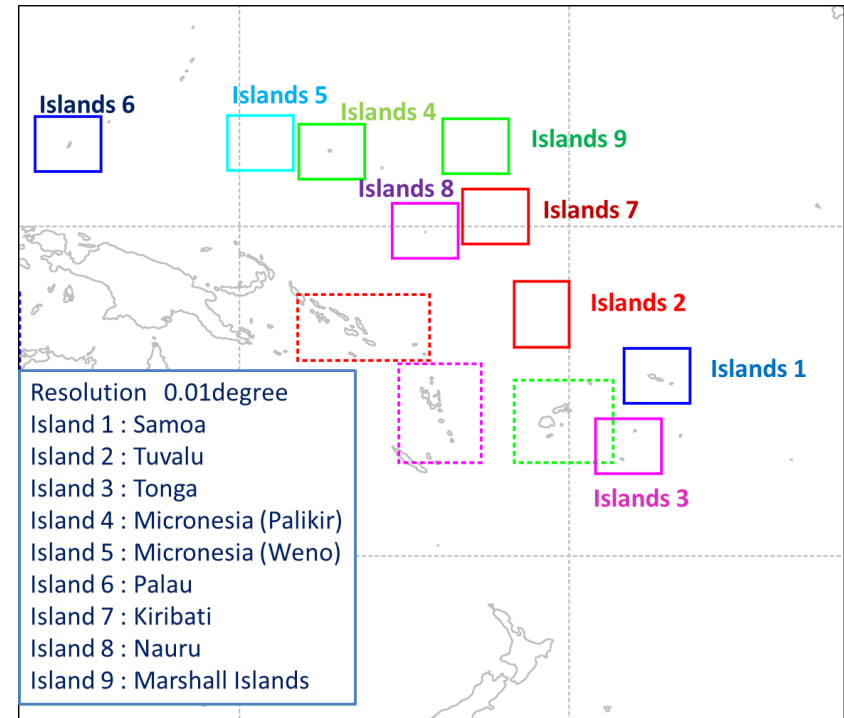 Islands 6
Islands 5
Islands 4
Islands 9
Islands 8
Islands 7
Islands 2
Islands 1
Islands 3
Resolution 0.01degree
Island 1 : Samoa
Island 2 : Tuvalu
Island 3 : Tonga
Island 4 : Micronesia (Palikir)
Island 5 : Micronesia (Weno)
Island 6 : Palau
Island 7 : Kiribati
Island 8 : Nauru
Island 9 : Marshall Islands